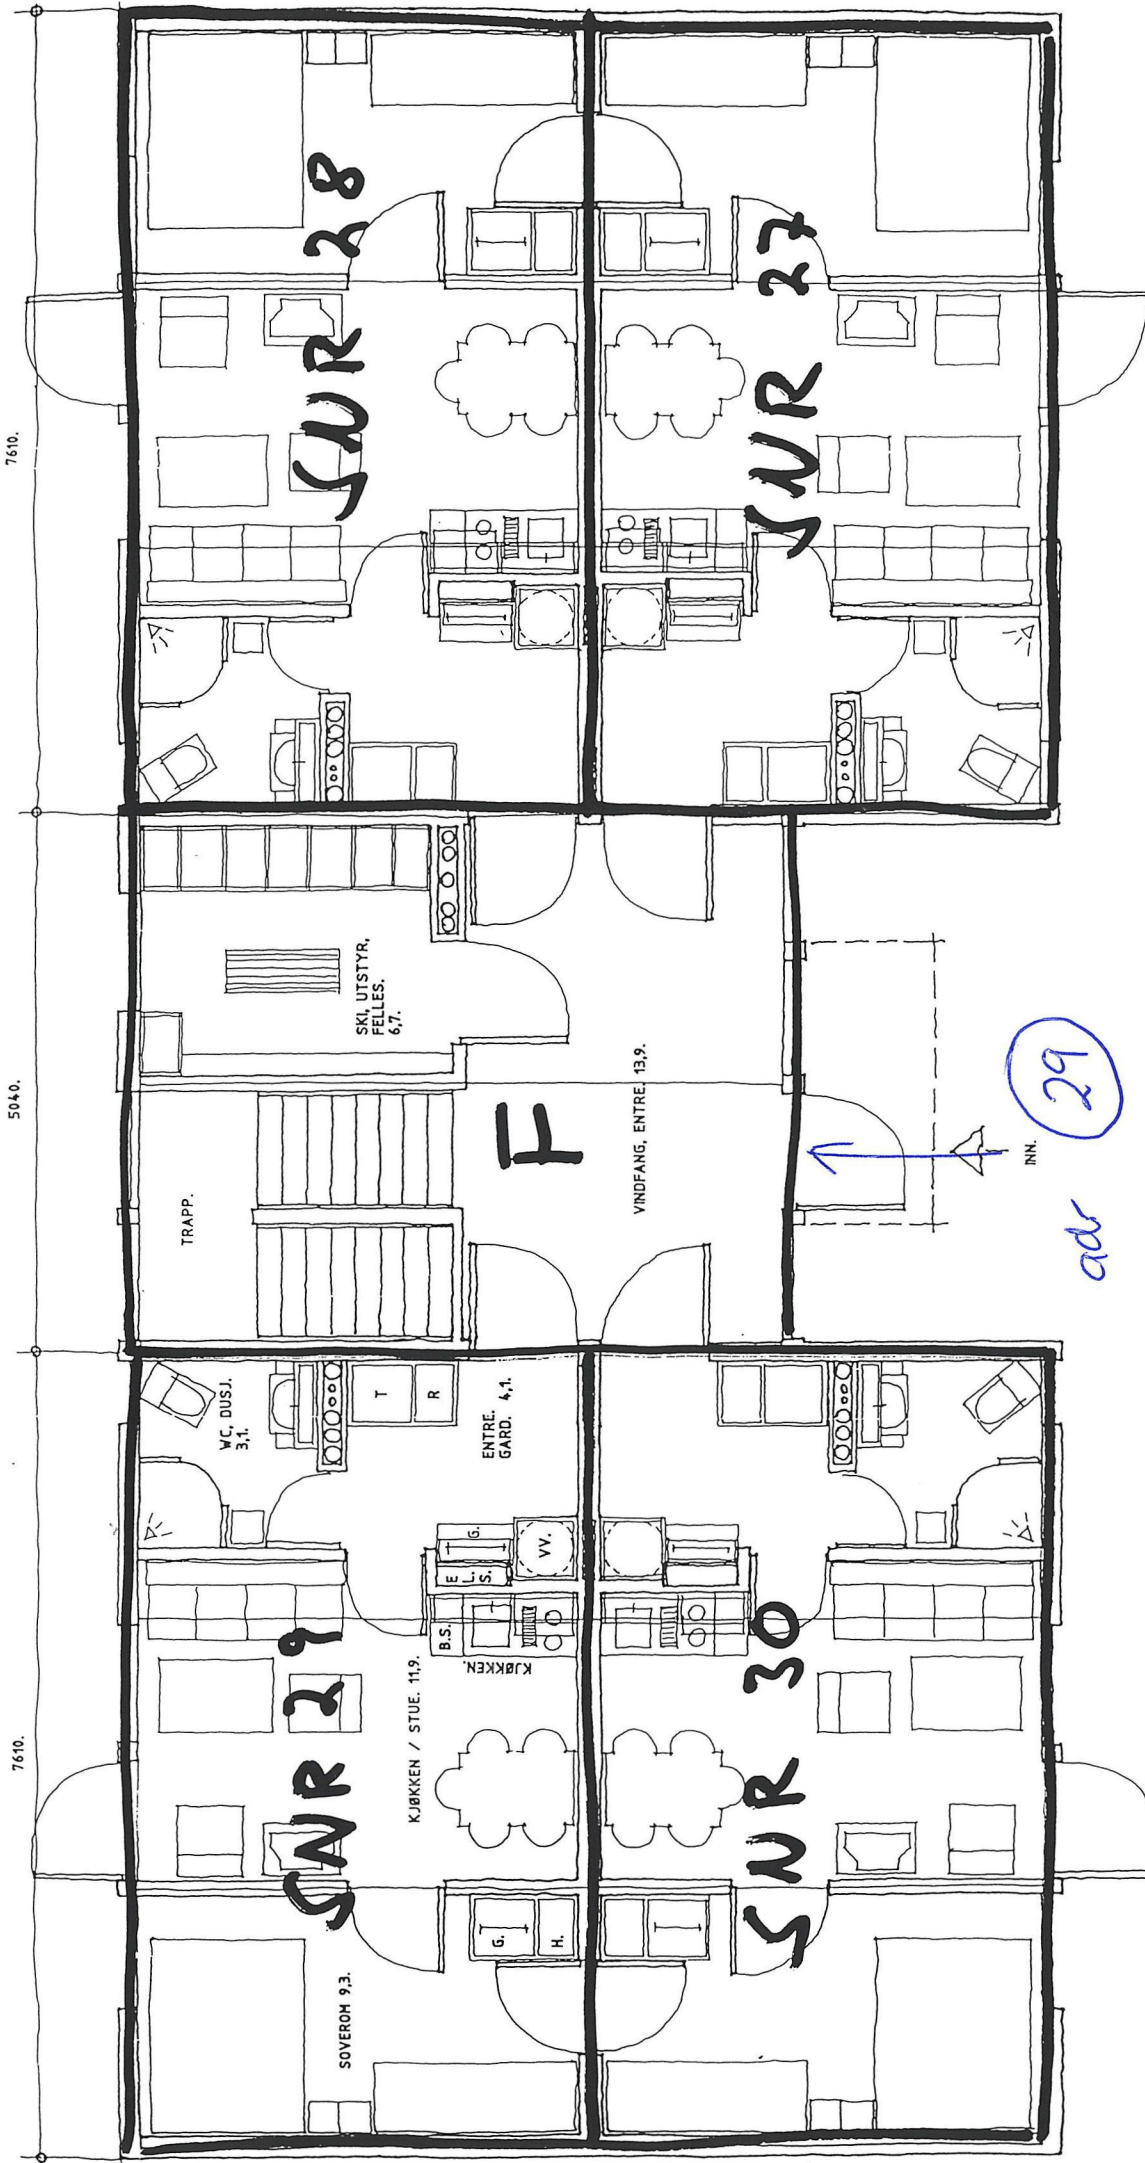 7610.
5040.
7610.
SNR 29
SNR 28
SNR 30
SNR 27
F
SOVEROM 9,3.
G.
H.
KJØKKEN / STUE. 11,9.
KJØKKEN.
B.S.
E.
L.
S.
G.
VV.
WC, DUSJ.
3,1.
T
R
ENTRE. 4,1.
GARD.
TRAPP.
SKI, UTSTYR,
FELLES.
6,7.
VINDFANG, ENTRE. 13,9.
INN.
adr 29